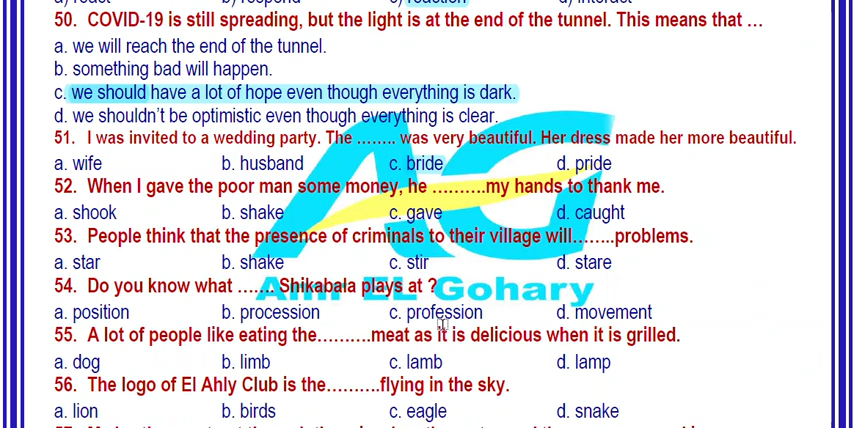 a) react b) respond c) reaction d) interact
50. COVID-19 is still spreading, but the light is at the end of the tunnel. This means that …
a. we will reach the end of the tunnel.
b. something bad will happen.
c. we should have a lot of hope even though everything is dark.
d. we shouldn't be optimistic even though everything is clear.
51. I was invited to a wedding party. The …….. was very beautiful. Her dress made her more beautiful.
a. wife b. husband c. bride d. pride
52. When I gave the poor man some money, he ……….my hands to thank me.
a. shook b. shake c. gave d. caught
53. People think that the presence of criminals to their village will……..problems.
a. star b. shake c. stir d. stare
54. Do you know what ……. Shikabala plays at ?
Amr EL Gohary
a. position b. procession c. profession d. movement
55. A lot of people like eating the……….meat as it is delicious when it is grilled.
a. dog b. limb c. lamb d. lamp
56. The logo of El Ahly Club is the……….flying in the sky.
a. lion b. birds c. eagle d. snake